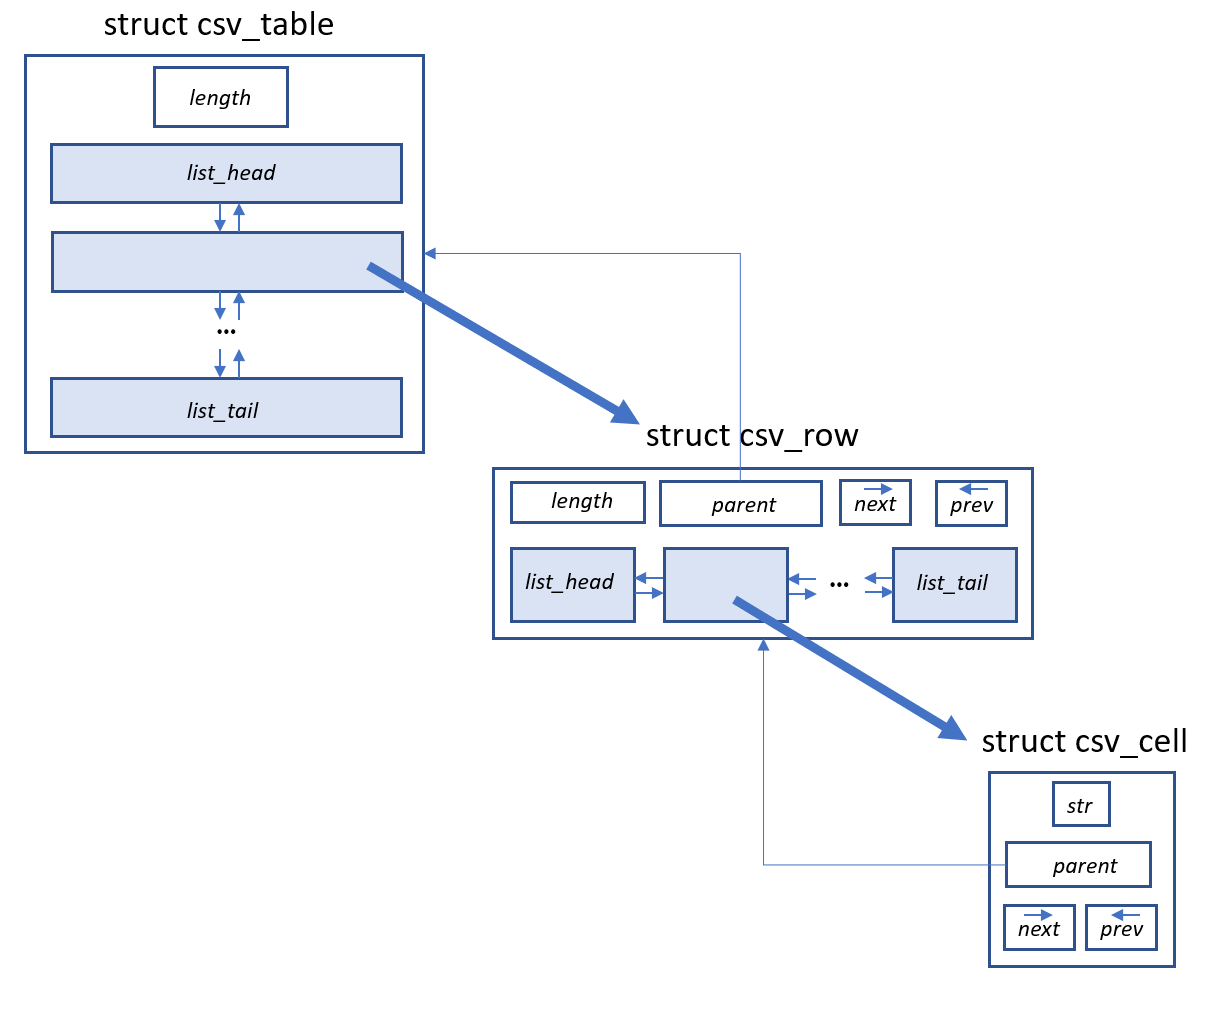 struct csv_table
length
list_head
...
list_tail
struct csv_row
length
parent
next
prev
list_head
...
list_tail
struct csv_cell
str
parent
next
prev